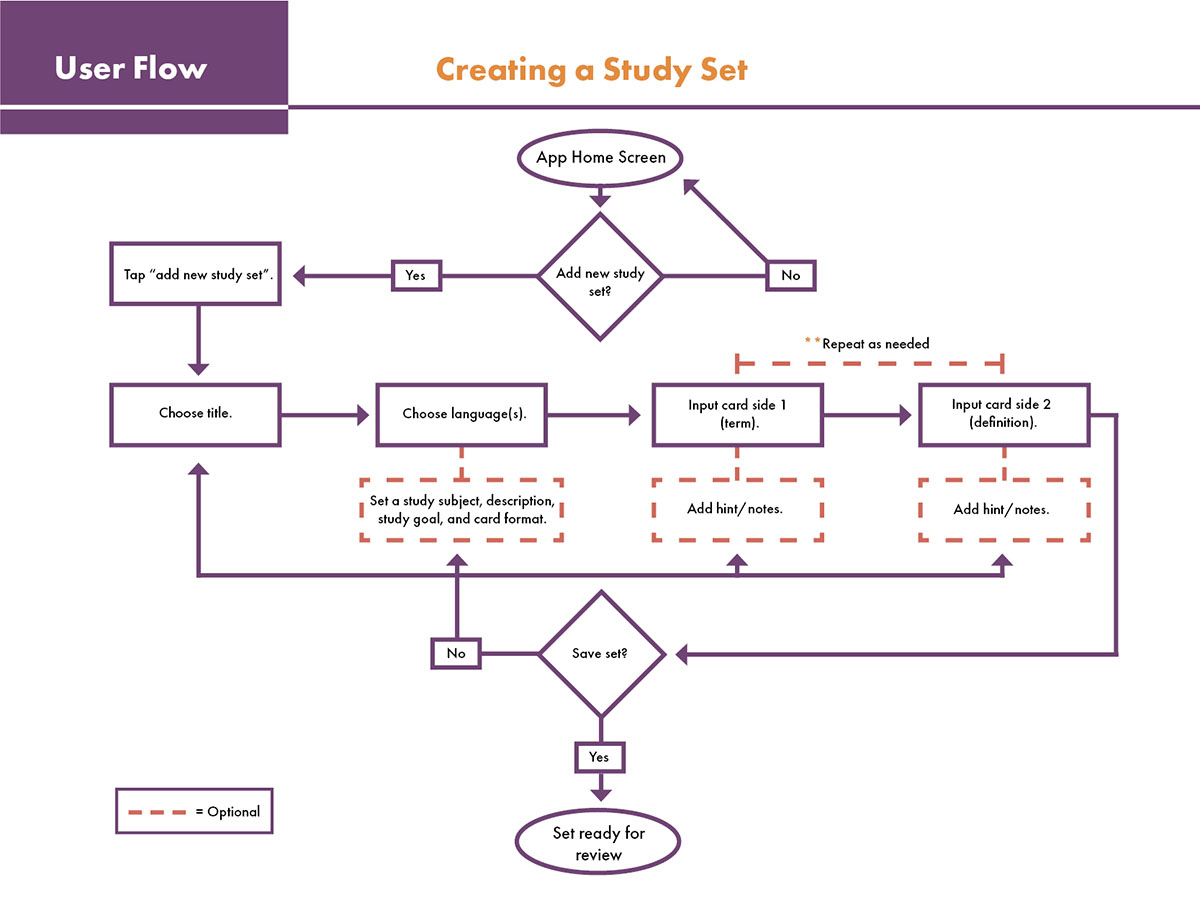 User Flow
Creating a Study Set
App Home Screen
Tap “add new study set”.
Yes
Add new study
set?
No
**Repeat as needed
Choose title.
Choose language(s).
Input card side 1
(term).
Input card side 2
(definition).
Set a study subject, description,
study goal, and card format.
Add hint/notes.
Add hint/notes.
No
Save set?
Yes
= Optional
Set ready for
review